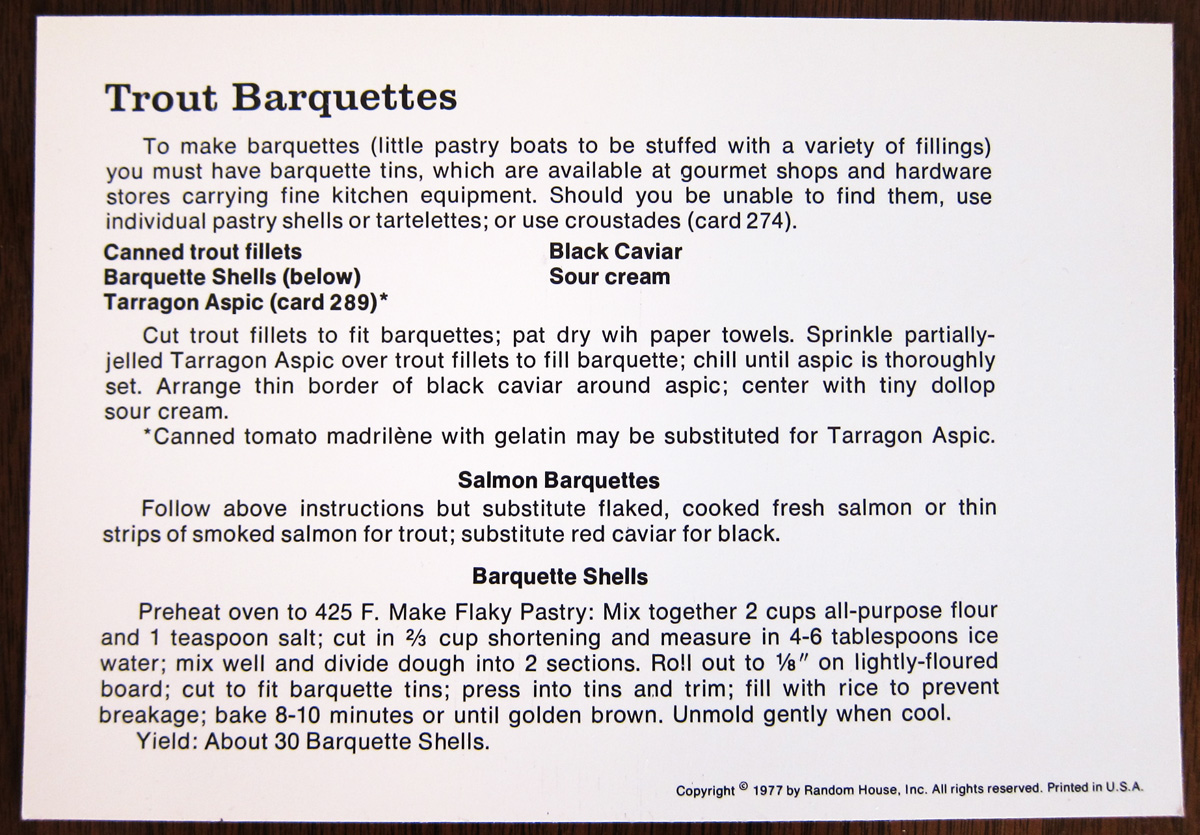 Trout Barquettes
To make barquettes (little pastry boats to be stuffed with a variety of fillings)
you must have barquette tins, which are available at gourmet shops and hardware
stores carrying fine kitchen equipment. Should you be unable to find them, use
individual pastry shells or tartelettes; or use croustades (card 274).
Canned trout fillets
Barquette Shells (below)
Tarragon Aspic (card 289)*
Black Caviar
Sour cream
Cut trout fillets to fit barquettes; pat dry wih paper towels. Sprinkle partially-
jelled Tarragon Aspic over trout fillets to fill barquette; chill until aspic is thoroughly
set. Arrange thin border of black caviar around aspic; center with tiny dollop
sour cream.
*Canned tomato madrilène with gelatin may be substituted for Tarragon Aspic.
Salmon Barquettes
Follow above instructions but substitute flaked, cooked fresh salmon or thin
strips of smoked salmon for trout; substitute red caviar for black.
Barquette Shells
Preheat oven to 425 F. Make Flaky Pastry: Mix together 2 cups all-purpose flour
and 1 teaspoon salt; cut in ⅔ cup shortening and measure in 4-6 tablespoons ice
water; mix well and divide dough into 2 sections. Roll out to ⅛″ on lightly-floured
board; cut to fit barquette tins; press into tins and trim; fill with rice to prevent
breakage; bake 8-10 minutes or until golden brown. Unmold gently when cool.
Yield: About 30 Barquette Shells.
Copyright © 1977 by Random House, Inc. All rights reserved. Printed in U.S.A.